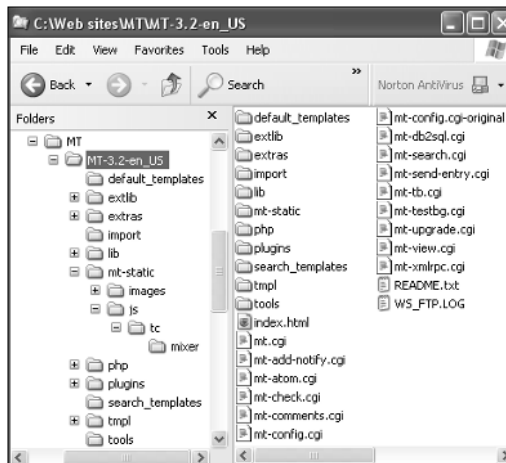 C:\Web sites\MT\MT-3.2-en_US
File Edit View Favorites Tools Help
Back Search » Norton AntiVirus
Folders X
MT
MT-3.2-en_US
default_templates
extlib
extras
import
lib
mt-static
images
js
tc
mixer
php
plugins
search_templates
tmpl
tools
default_templates
extlib
extras
import
lib
mt-static
php
plugins
search_templates
tmpl
tools
index.html
mt.cgi
mt-add-notify.cgi
mt-atom.cgi
mt-check.cgi
mt-comments.cgi
mt-config.cgi
mt-config.cgi-original
mt-db2sql.cgi
mt-search.cgi
mt-send-entry.cgi
mt-tb.cgi
mt-testbg.cgi
mt-upgrade.cgi
mt-view.cgi
mt-xmlrpc.cgi
README.txt
WS_FTP.LOG